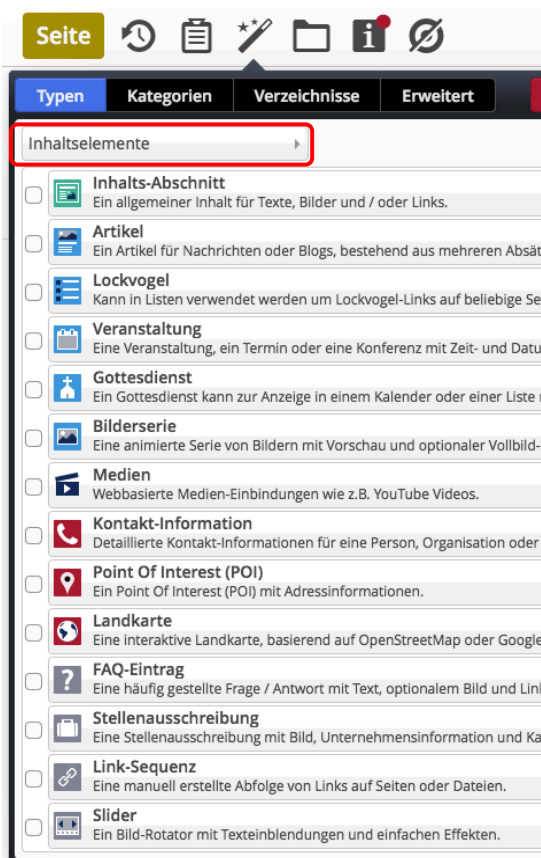 Seite
Typen Kategorien Verzeichnisse Erweitert
Inhaltselemente
Inhalts-Abschnitt
Ein allgemeiner Inhalt für Texte, Bilder und / oder Links.
Artikel
Ein Artikel für Nachrichten oder Blogs, bestehend aus mehreren Absät
Lockvogel
Kann in Listen verwendet werden um Lockvogel-Links auf beliebige Se
Veranstaltung
Eine Veranstaltung, ein Termin oder eine Konferenz mit Zeit- und Datu
Gottesdienst
Ein Gottesdienst kann zur Anzeige in einem Kalender oder einer Liste
Bilderserie
Eine animierte Serie von Bildern mit Vorschau und optionaler Vollbild-
Medien
Webbasierte Medien-Einbindungen wie z.B. YouTube Videos.
Kontakt-Information
Detaillierte Kontakt-Informationen für eine Person, Organisation oder
Point Of Interest (POI)
Ein Point Of Interest (POI) mit Adressinformationen.
Landkarte
Eine interaktive Landkarte, basierend auf OpenStreetMap oder Google
FAQ-Eintrag
Eine häufig gestellte Frage / Antwort mit Text, optionalem Bild und Lin
Stellenausschreibung
Eine Stellenausschreibung mit Bild, Unternehmensinformation und Ka
Link-Sequenz
Eine manuell erstellte Abfolge von Links auf Seiten oder Dateien.
Slider
Ein Bild-Rotator mit Texteinblendungen und einfachen Effekten.